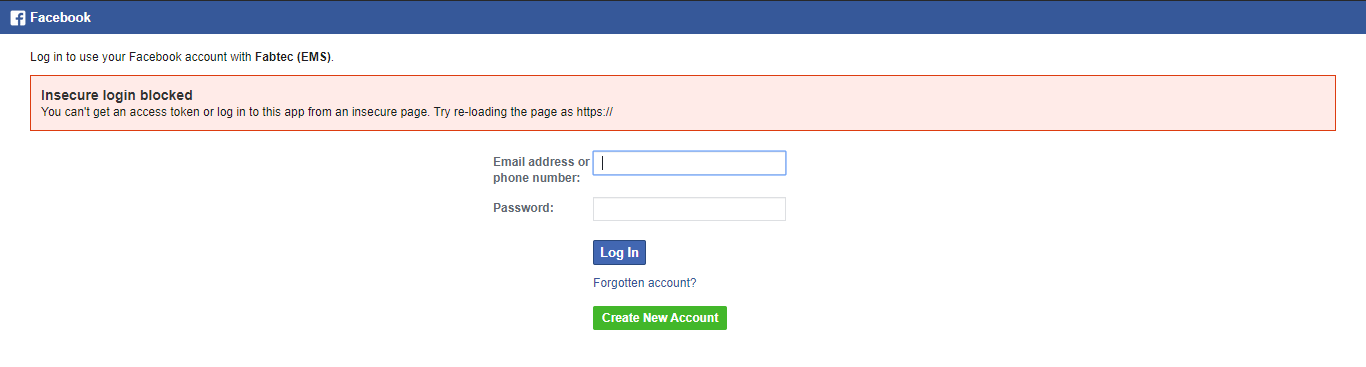 Facebook
Log in to use your Facebook account with Fabtec (EMS).
Insecure login blocked
You can't get an access token or log in to this app from an insecure page. Try re-loading the page as https://
Email address or
phone number:
Password:
Log In
Forgotten account?
Create New Account